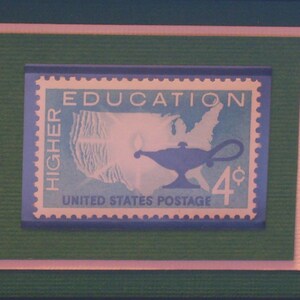 HIGHER
EDUCATION
4¢
UNITED STATES POSTAGE